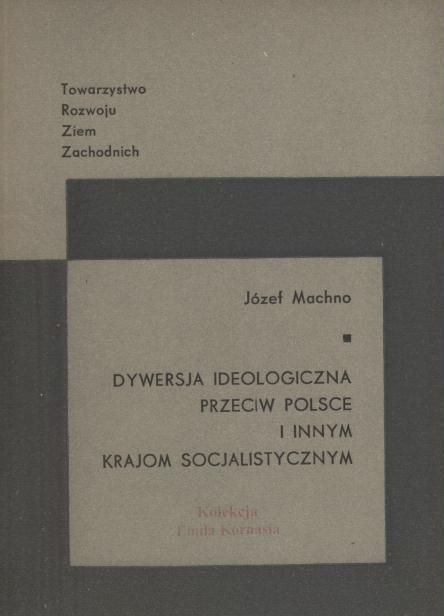 Towarzystwo
Rozwoju
Ziem
Zachodnich
Józef Machno
DYWERSJA IDEOLOGICZNA
PRZECIW POLSCE
I INNYM
KRAJOM SOCJALISTYCZNYM
Kolekcja
Emila Kornasia